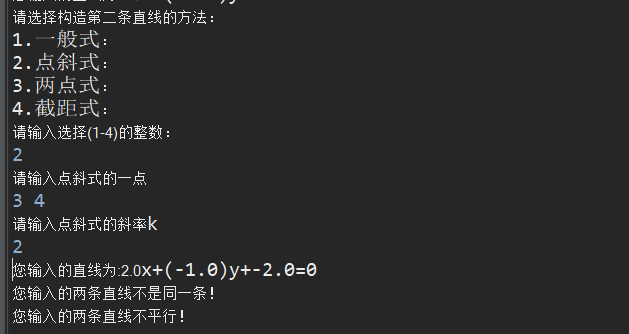 请选择构造第二条直线的方法：
1.一般式：
2.点斜式：
3.两点式：
4.截距式：
请输入选择(1-4)的整数：
2
请输入点斜式的一点
3 4
请输入点斜式的斜率k
2
您输入的直线为:2.0x+(-1.0)y+-2.0=0
您输入的两条直线不是同一条!
您输入的两条直线不平行!